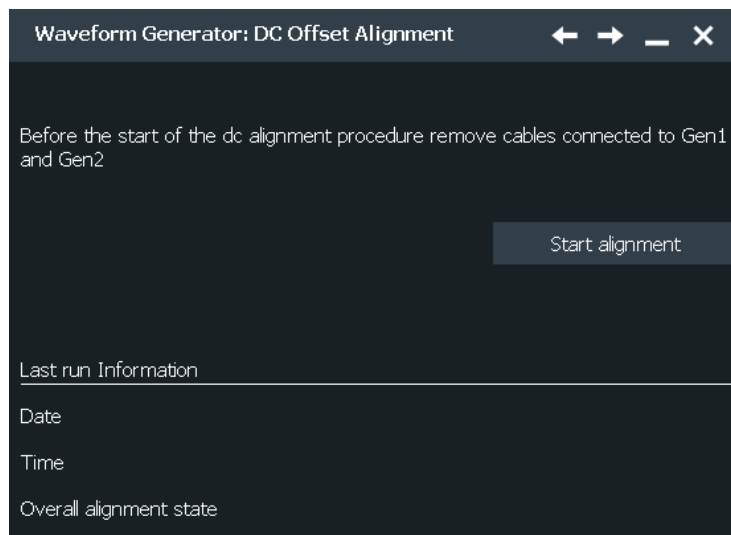 Waveform Generator: DC Offset Alignment
Before the start of the dc alignment procedure remove cables connected to Gen1
and Gen2
Start alignment
Last run Information
Date
Time
Overall alignment state